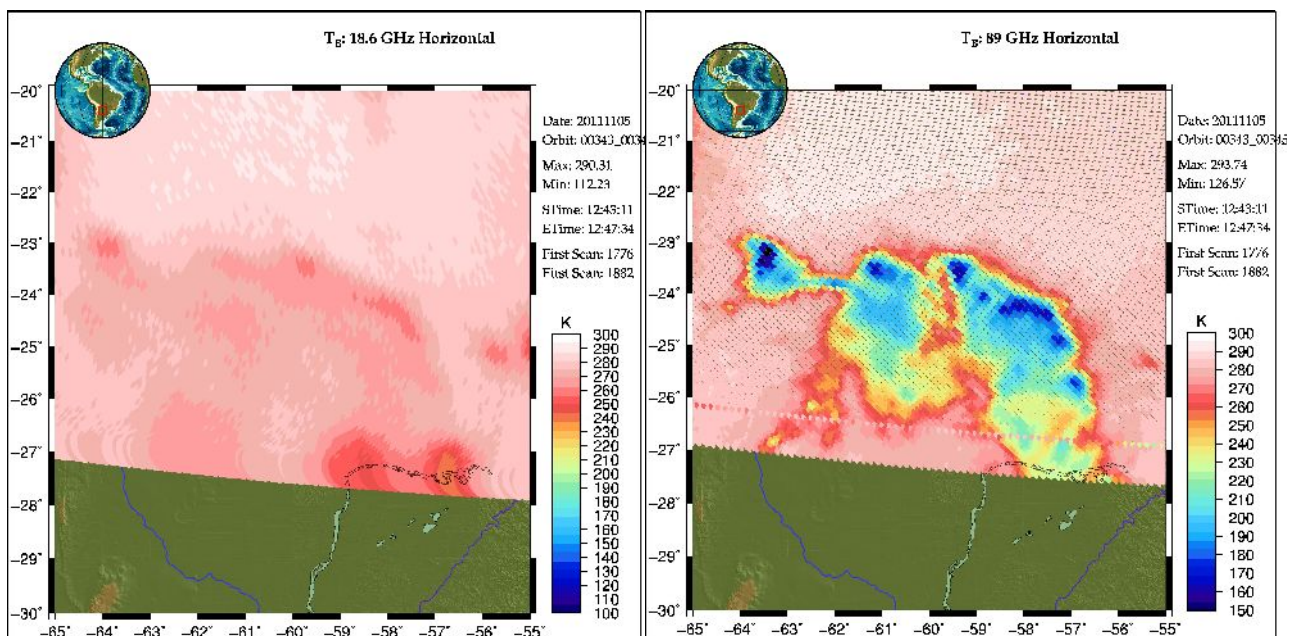 T_B: 18.6 GHz Horizontal
−20°
−21°
−22°
−23°
−24°
−25°
−26°
−27°
−28°
−29°
−30°
−65° −64° −63° −62° −61° −60° −59° −58° −57° −56° −55°
Date: 20111105
Orbit: 00343_0034
Max: 290.31
Min: 112.23
STime: 12:43:11
ETime: 12:47:34
First Scan: 1776
First Scan: 1882
K
300
290
280
270
260
250
240
230
220
210
200
190
180
170
160
150
140
130
120
110
100
T_B: 89 GHz Horizontal
−20°
−21°
−22°
−23°
−24°
−25°
−26°
−27°
−28°
−29°
−30°
−65° −64° −63° −62° −61° −60° −59° −58° −57° −56° −55°
Date: 20111105
Max: 293.74
Min: 126.57
STime: 12:43:11
ETime: 12:47:34
First Scan: 1776
First Scan: 1882
K
300
290
280
270
260
250
240
230
220
210
200
190
180
170
160
150